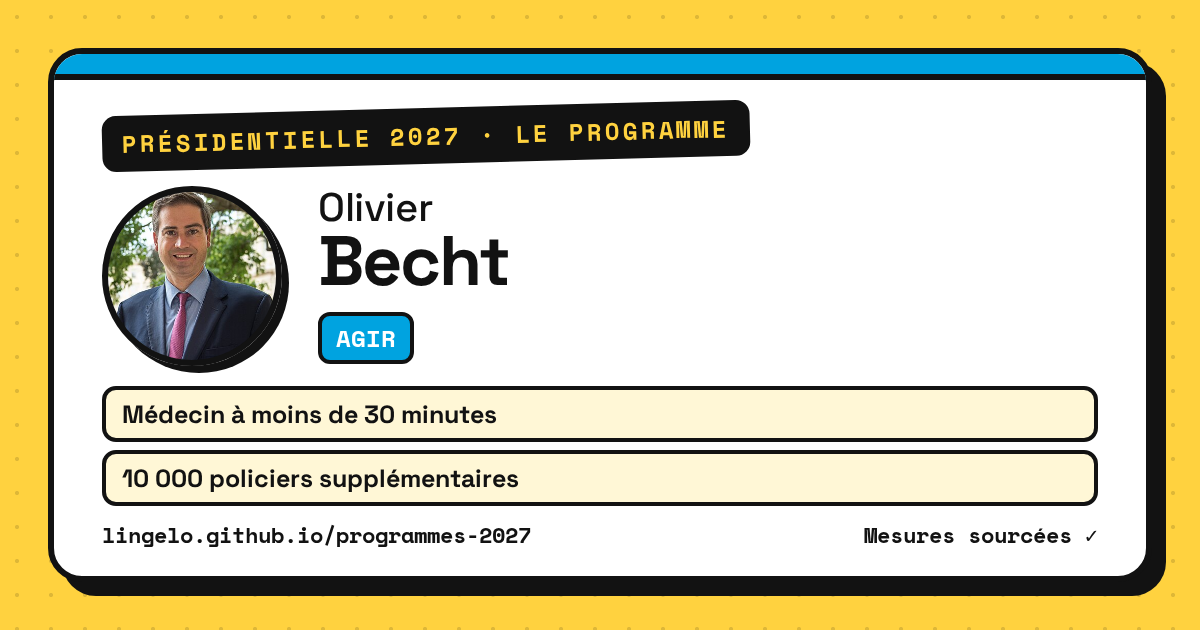 PRÉSIDENTIELLE 2027 · LE PROGRAMME
Olivier
Becht
AGIR
Médecin à moins de 30 minutes
10 000 policiers supplémentaires
lingelo.github.io/programmes-2027
Mesures sourcées ✓